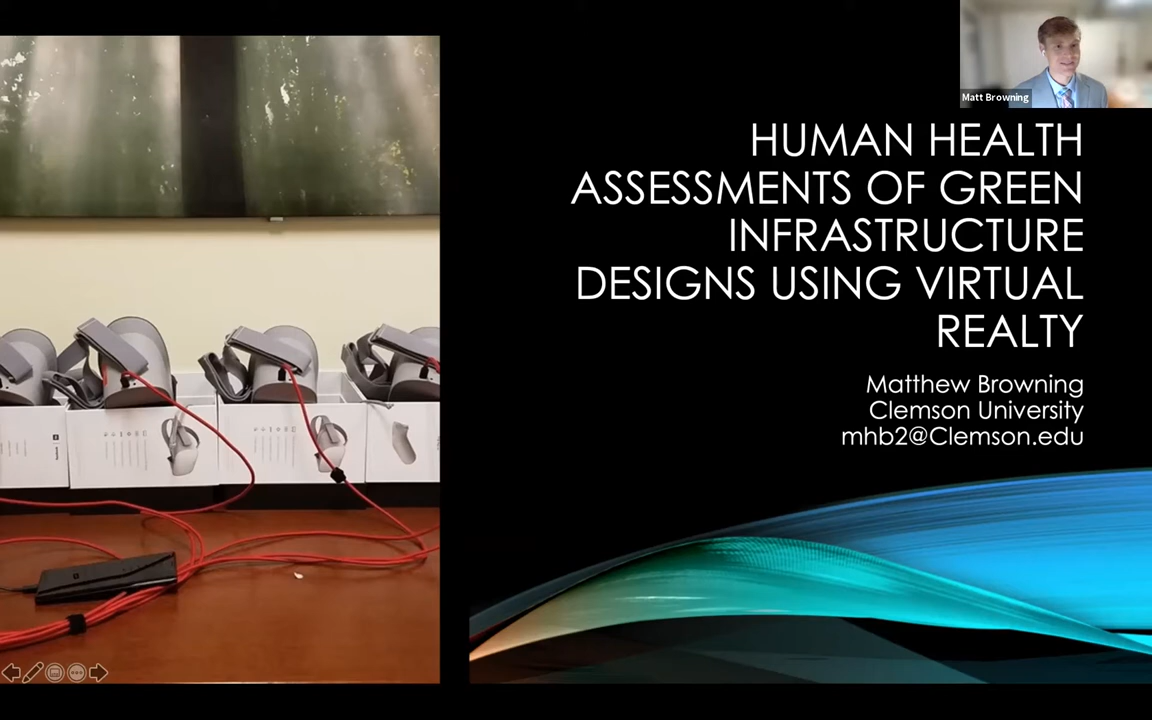 Matt Browning
HUMAN HEALTH
ASSESSMENTS OF GREEN
INFRASTRUCTURE
DESIGNS USING VIRTUAL
REALTY
Matthew Browning
Clemson University
mhb2@Clemson.edu